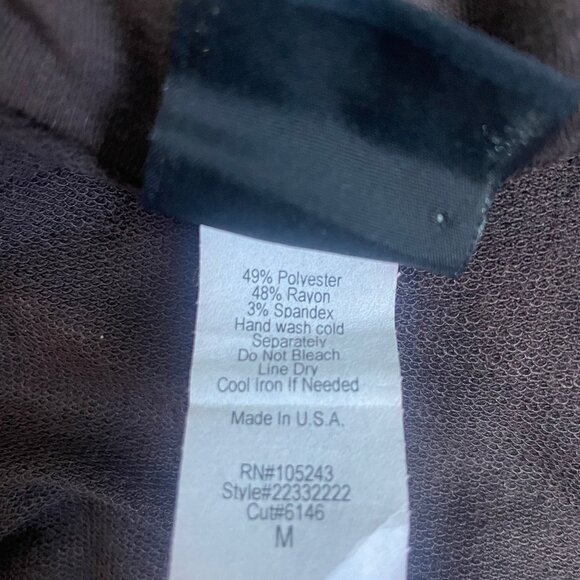 49% Polyester
48% Rayon
3% Spandex
Hand wash cold
Separately
Do Not Bleach
Line Dry
Cool Iron If Needed
Made In U.S.A.
RN#105243
Style#22332222
Cut#6146
M